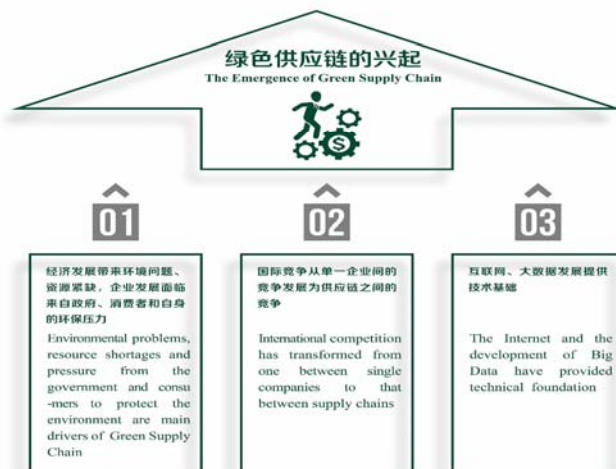 绿色供应链的兴起
The Emergence of Green Supply Chain
$
01
经济发展带来环境问题、
资源紧缺，企业发展面临
来自政府、消费者和自身
的环保压力
Environmental problems,
resource shortages and
pressure from the
government and consu
-mers to protect the
environment are main
drivers of Green Supply
Chain
02
国际竞争从单一企业间的
竞争发展为供应链之间的
竞争
International competition
has transformed from
one between single
companies to that
between supply chains
03
互联网、大数据发展提供
技术基础
The Internet and the
development of Big
Data have provided
technical foundation